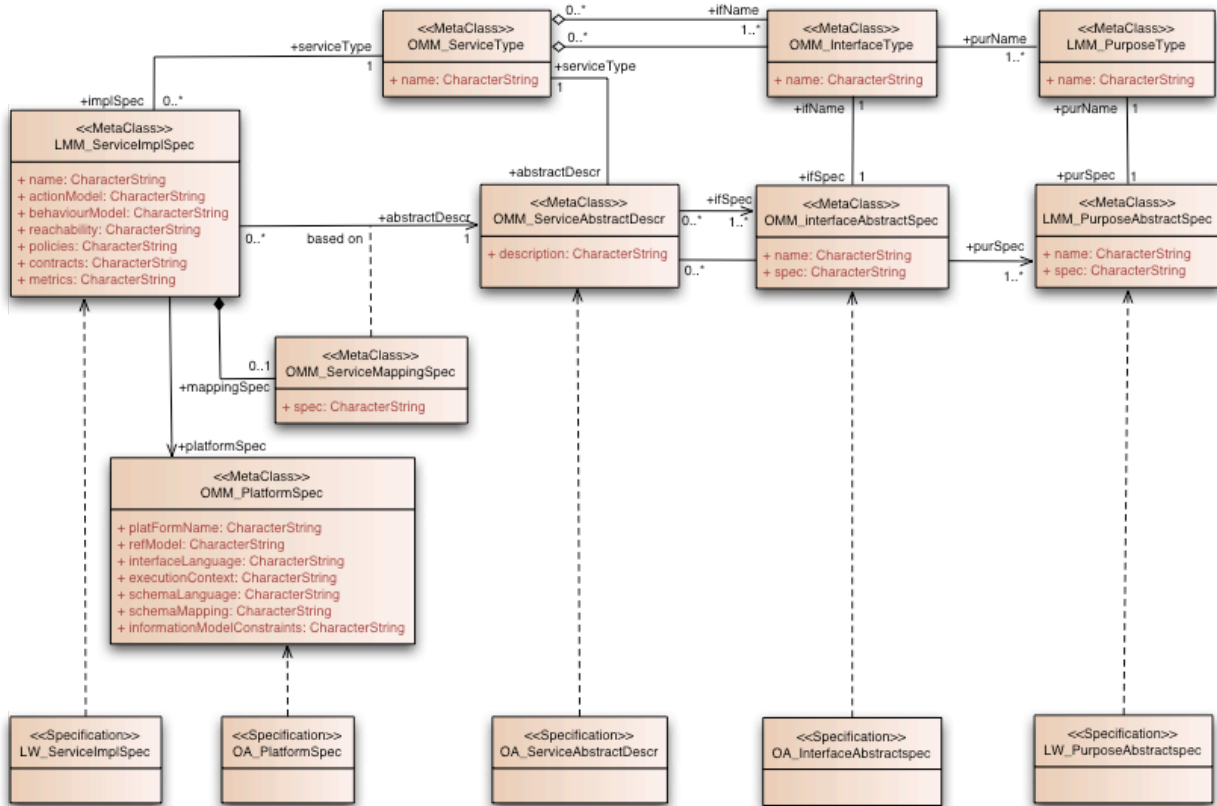 <<MetaClass>>
OMM_ServiceType
+ name: CharacterString
0..*
+ifName
1..*
0..*
<<MetaClass>>
OMM_InterfaceType
+ name: CharacterString
+purName
1..*
<<MetaClass>>
LMM_PurposeType
+ name: CharacterString
+serviceType
1
+serviceType
1
+implSpec
0..*
+ifName
1
+purName
1
<<MetaClass>>
LMM_ServiceImplSpec
+ name: CharacterString
+ actionModel: CharacterString
+ behaviourModel: CharacterString
+ reachability: CharacterString
+ policies: CharacterString
+ contracts: CharacterString
+ metrics: CharacterString
+abstractDescr
0..*
based on
1
+abstractDescr
<<MetaClass>>
OMM_ServiceAbstractDescr
+ description: CharacterString
+ifSpec
0..*
1..*
0..*
+ifSpec
1
<<MetaClass>>
OMM_interfaceAbstractSpec
+ name: CharacterString
+ spec: CharacterString
+purSpec
1..*
+purSpec
1
<<MetaClass>>
LMM_PurposeAbstractSpec
+ name: CharacterString
+ spec: CharacterString
0..1
+mappingSpec
<<MetaClass>>
OMM_ServiceMappingSpec
+ spec: CharacterString
+platformSpec
<<MetaClass>>
OMM_PlatformSpec
+ platFormName: CharacterString
+ refModel: CharacterString
+ interfaceLanguage: CharacterString
+ executionContext: CharacterString
+ schemaLanguage: CharacterString
+ schemaMapping: CharacterString
+ informationModelConstraints: CharacterString
<<Specification>>
LW_ServiceImplSpec
<<Specification>>
OA_PlatformSpec
<<Specification>>
OA_ServiceAbstractDescr
<<Specification>>
OA_InterfaceAbstractspec
<<Specification>>
LW_PurposeAbstractspec